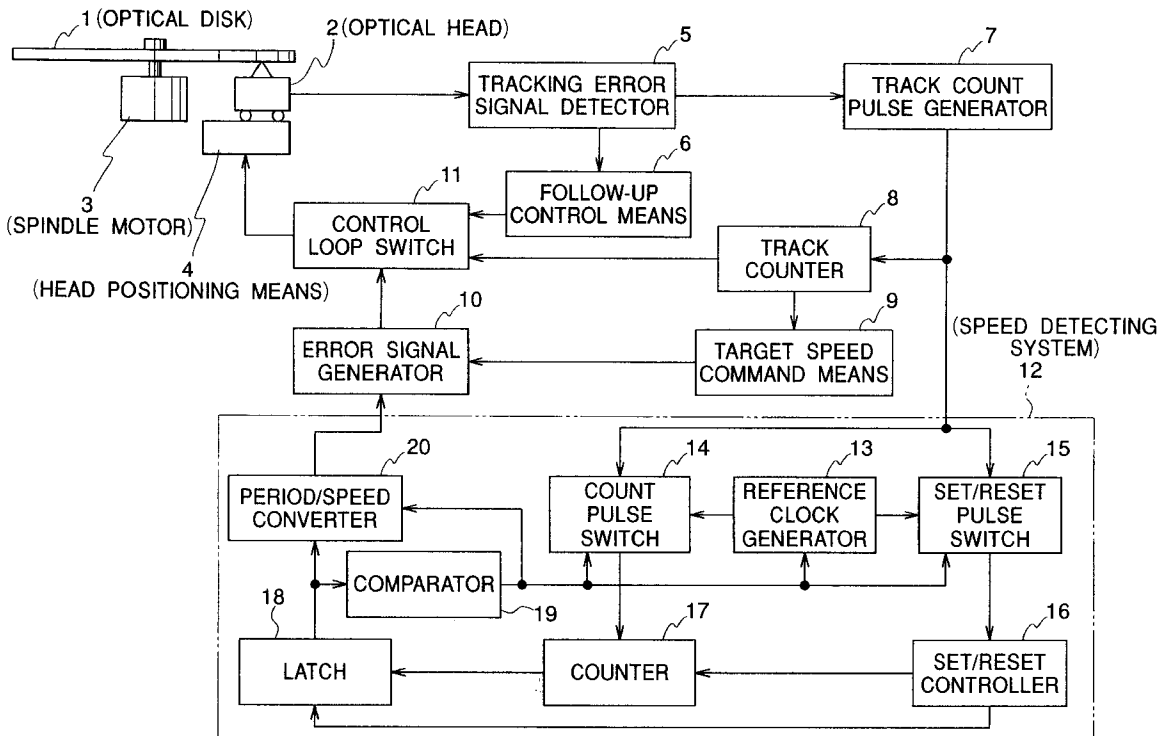 1 (OPTICAL DISK)
2 (OPTICAL HEAD)
5
7
TRACKING ERROR
SIGNAL DETECTOR
TRACK COUNT
PULSE GENERATOR
6
11
3
(SPINDLE MOTOR)
FOLLOW-UP
CONTROL MEANS
8
CONTROL
LOOP SWITCH
TRACK
COUNTER
4
(HEAD POSITIONING MEANS)
10
9
(SPEED DETECTING
SYSTEM)
12
ERROR SIGNAL
GENERATOR
TARGET SPEED
COMMAND MEANS
20
14
13
15
PERIOD/SPEED
CONVERTER
COUNT
PULSE
SWITCH
REFERENCE
CLOCK
GENERATOR
SET/RESET
PULSE
SWITCH
COMPARATOR
18
19
17
16
LATCH
COUNTER
SET/RESET
CONTROLLER